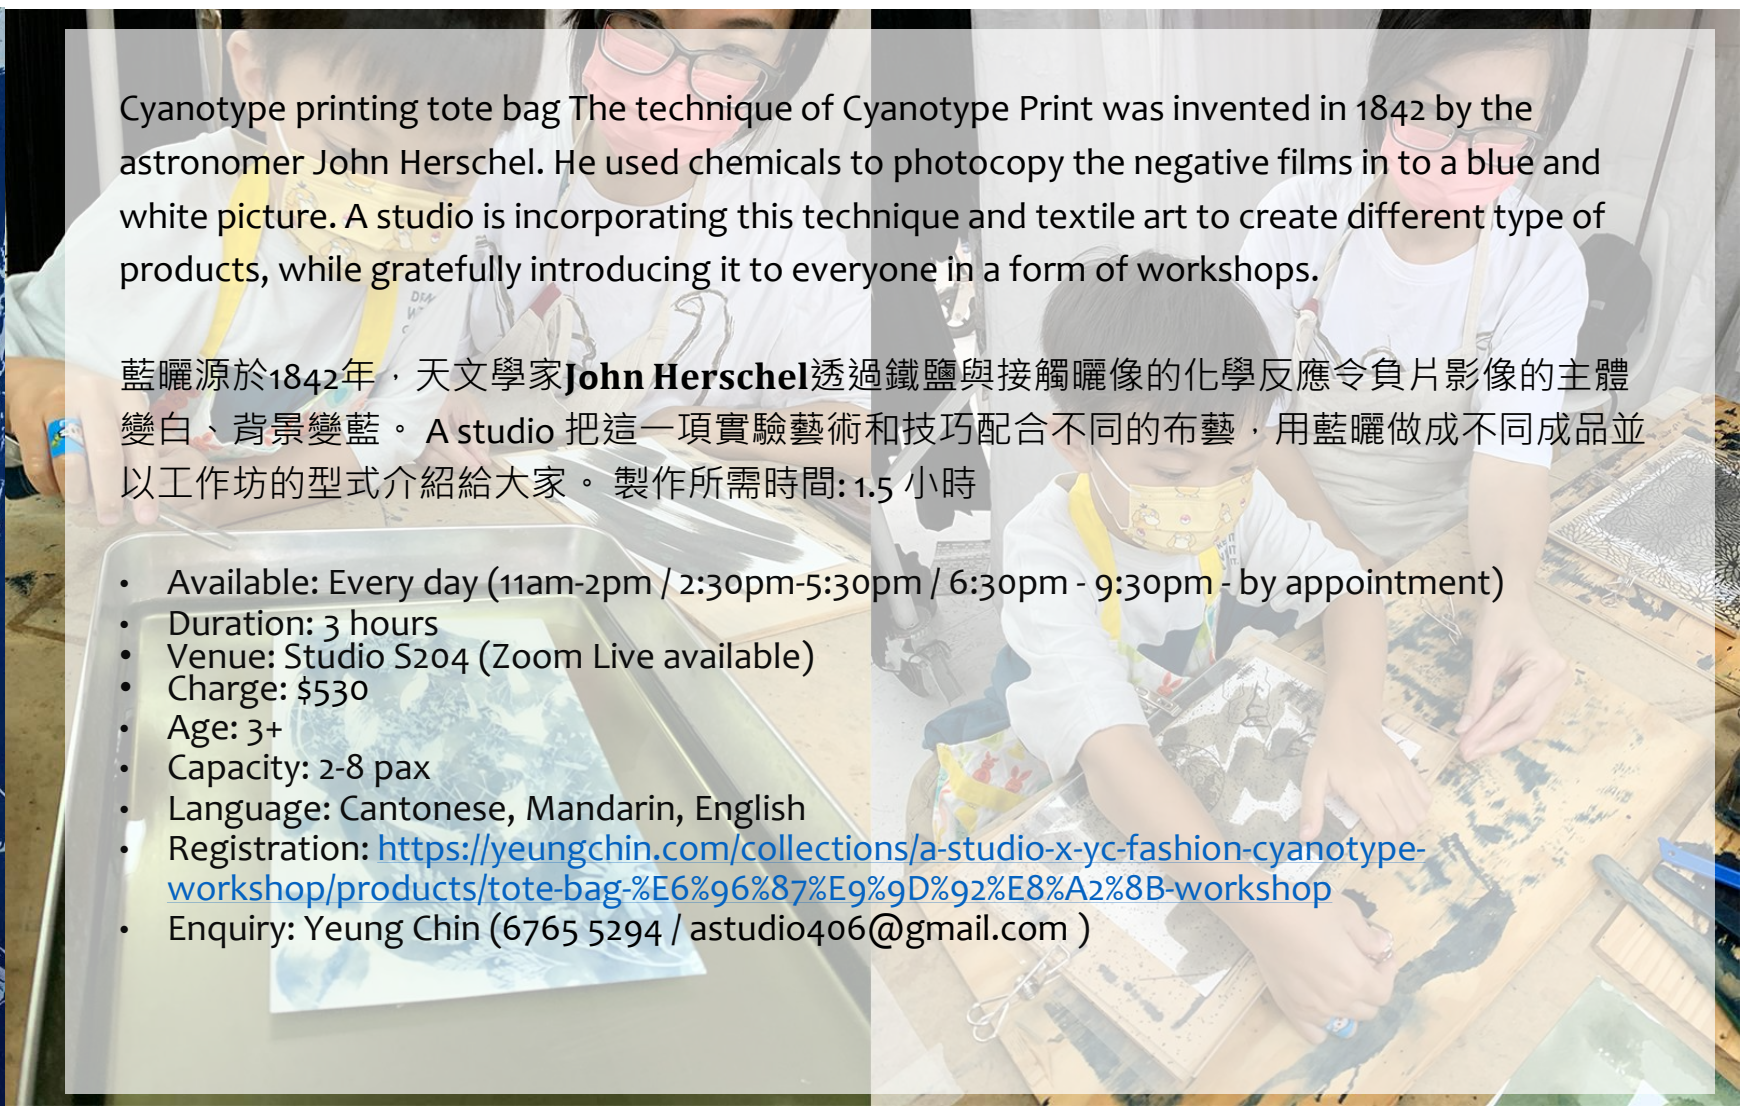 Cyanotype printing tote bag The technique of Cyanotype Print was invented in 1842 by the
astronomer John Herschel. He used chemicals to photocopy the negative films in to a blue and
white picture. A studio is incorporating this technique and textile art to create different type of
products, while gratefully introducing it to everyone in a form of workshops.
藍曬源於1842年，天文學家John Herschel透過鐵鹽與接觸曬像的化學反應令負片影像的主體
變白、背景變藍。 A studio 把這一項實驗藝術和技巧配合不同的布藝，用藍曬做成不同成品並
以工作坊的型式介紹給大家。 製作所需時間: 1.5 小時
• Available: Every day (11am-2pm / 2:30pm-5:30pm / 6:30pm - 9:30pm - by appointment)
• Duration: 3 hours
• Venue: Studio S204 (Zoom Live available)
• Charge: $530
• Age: 3+
• Capacity: 2-8 pax
• Language: Cantonese, Mandarin, English
• Registration: https://yeungchin.com/collections/a-studio-x-yc-fashion-cyanotype-
workshop/products/tote-bag-%E6%96%87%E9%9D%92%E8%A2%8B-workshop
• Enquiry: Yeung Chin (6765 5294 / astudio406@gmail.com )